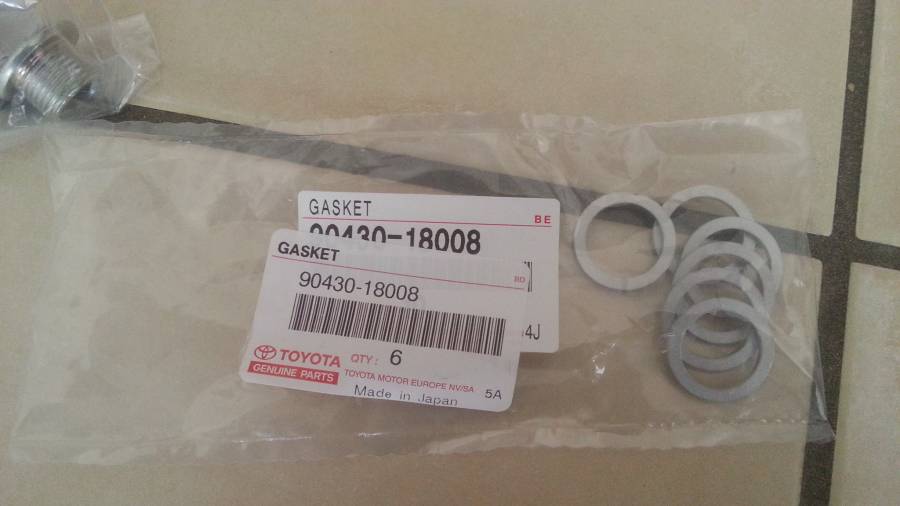 GASKET
BE
90430-18008
4J
GASKET
BD
90430-18008
TOYOTA
GENUINE PARTS
QTY: 6
TOYOTA MOTOR EUROPE NV/SA
5A
Made in Japan